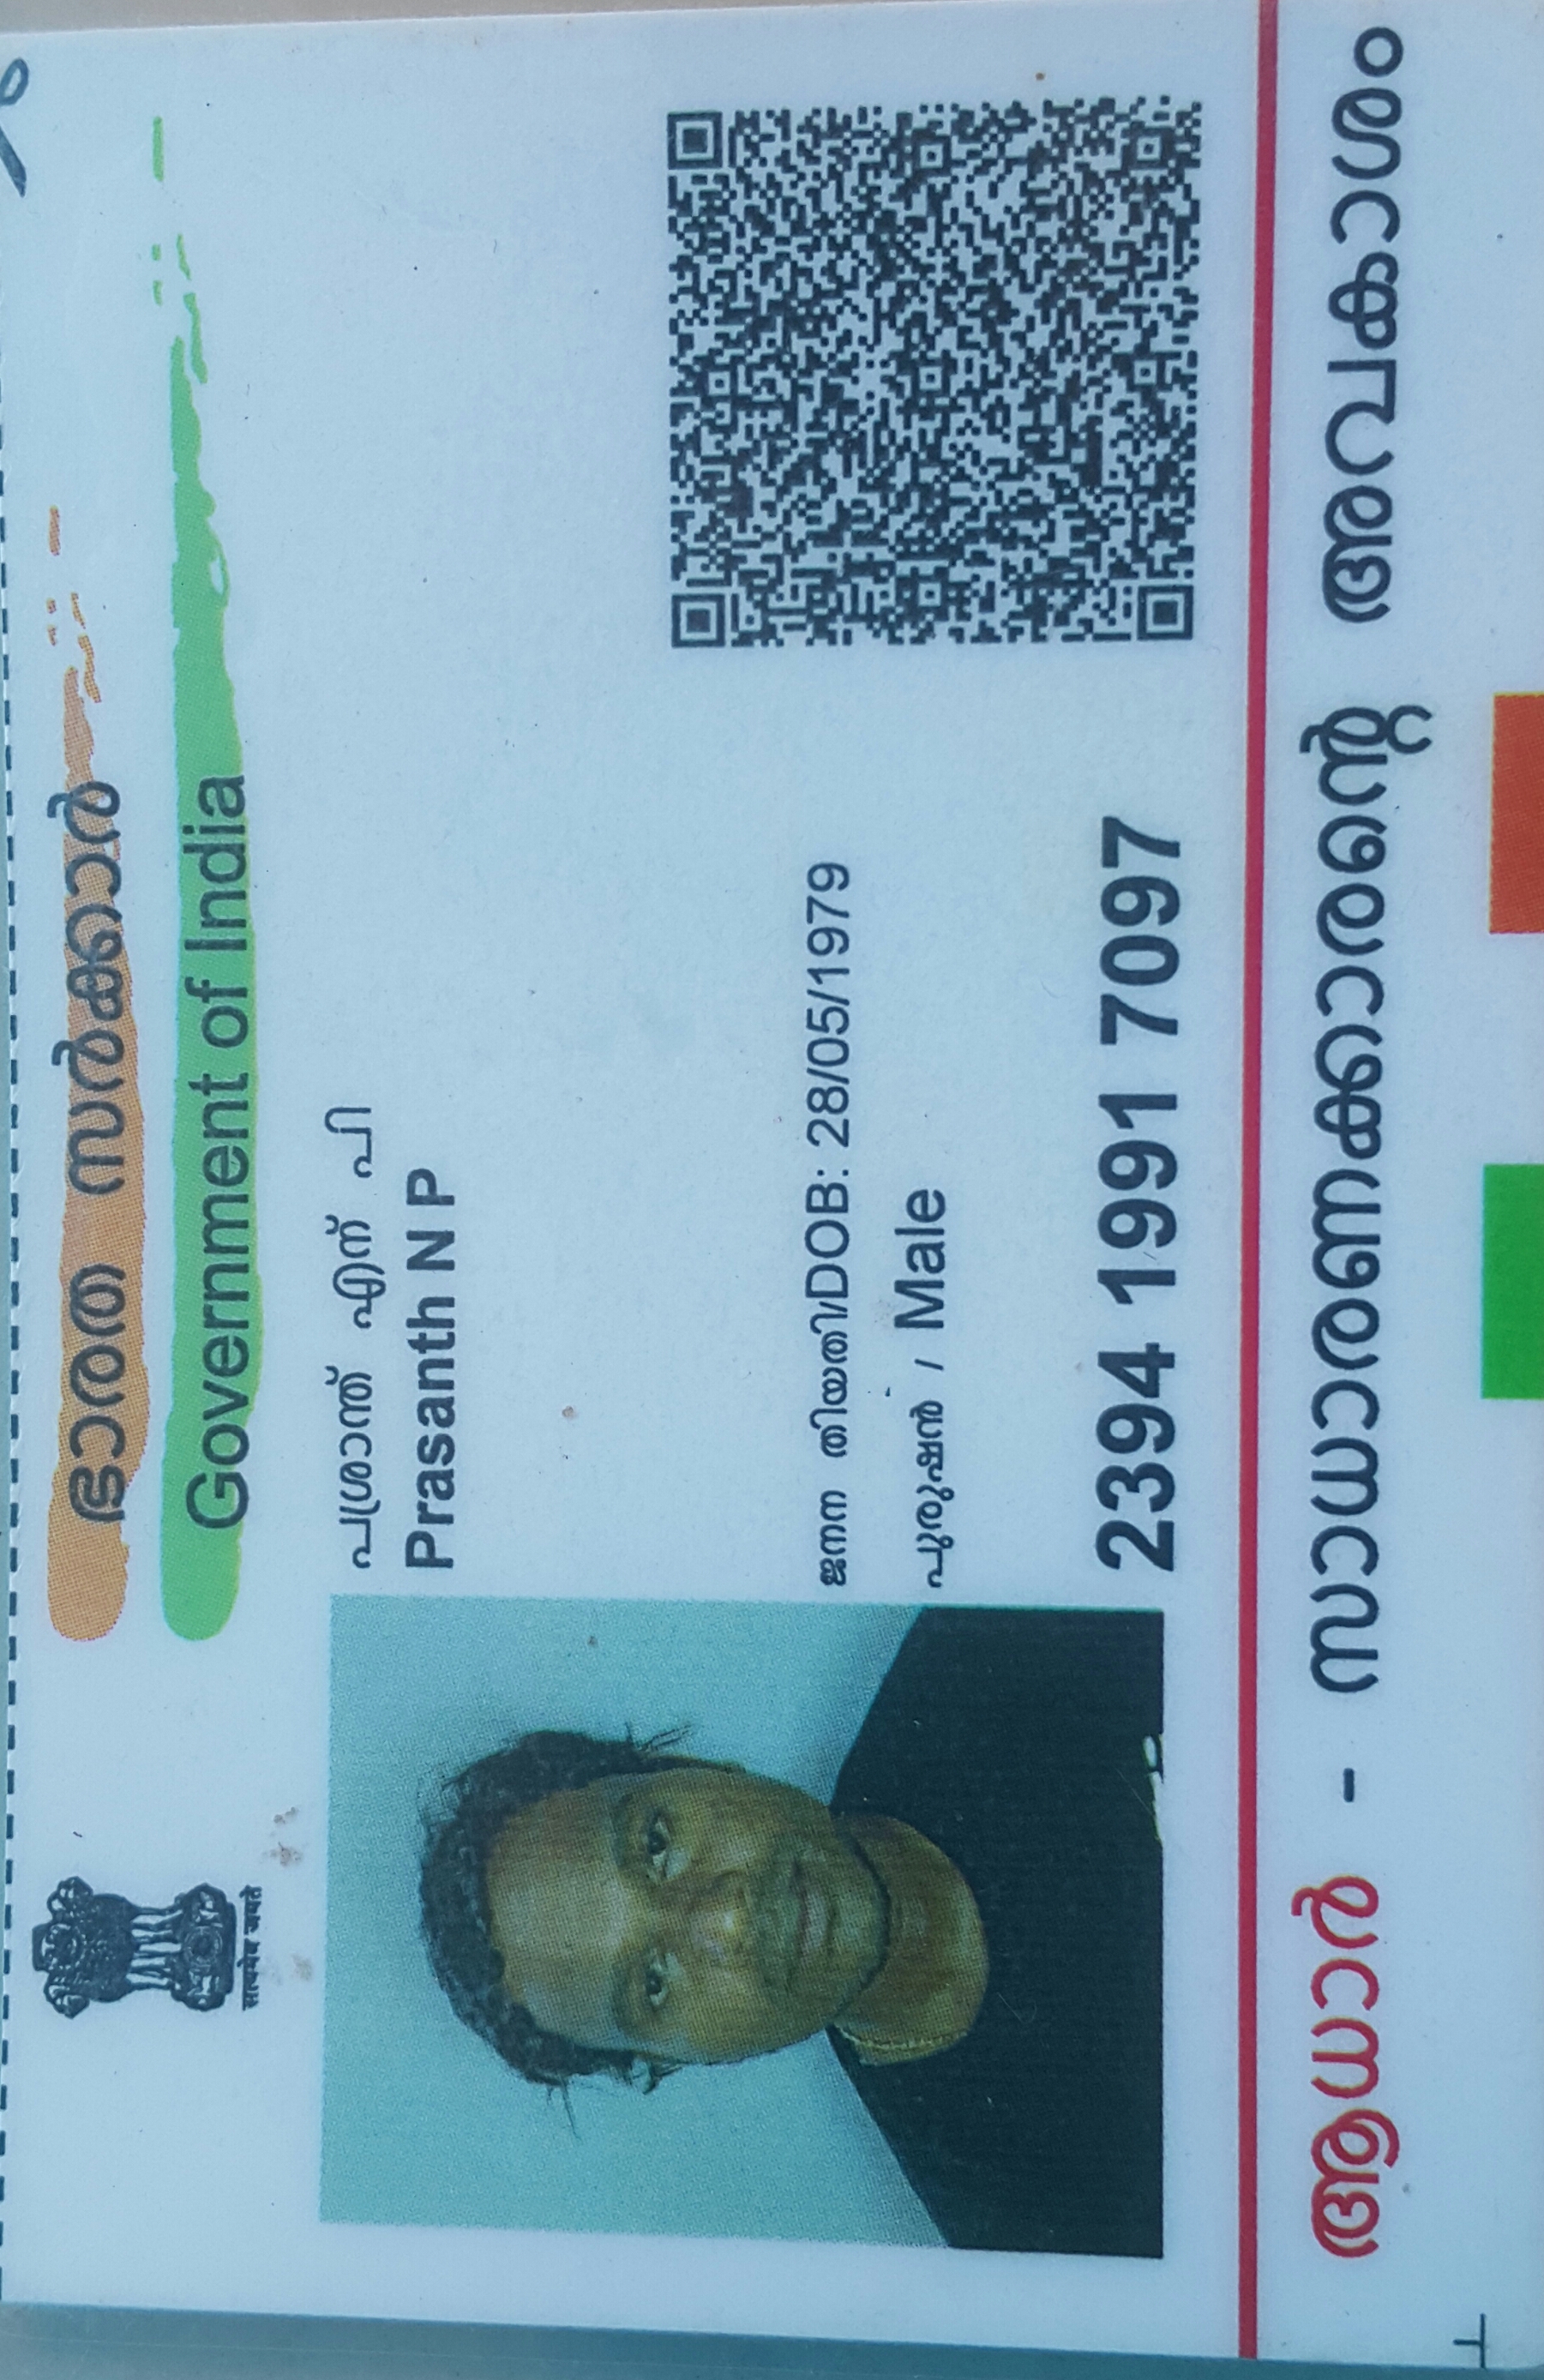 ഭാരത സർക്കാർ
Government of India
सत्यमेव जयते
പശ്രാന്ത് എന് പി
Prasanth N P
ജനന തിയതി/DOB: 28/05/1979
പുരുഷൻ / Male
2394 1991 7097
ആധാർ - സാധാരണക്കാരന്റെ അവകാശം